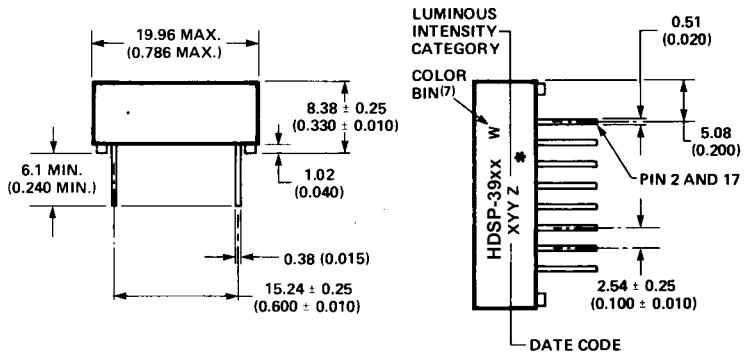 19.96 MAX.
(0.786 MAX.)
8.38 ± 0.25
(0.330 ± 0.010)
6.1 MIN.
(0.240 MIN.)
1.02
(0.040)
0.38 (0.015)
15.24 ± 0.25
(0.600 ± 0.010)
LUMINOUS
INTENSITY
CATEGORY
COLOR
BIN(7)
0.51
(0.020)
5.08
(0.200)
W
*
HDSP-39XX
XYY Z
PIN 2 AND 17
2.54 ± 0.25
(0.100 ± 0.010)
DATE CODE